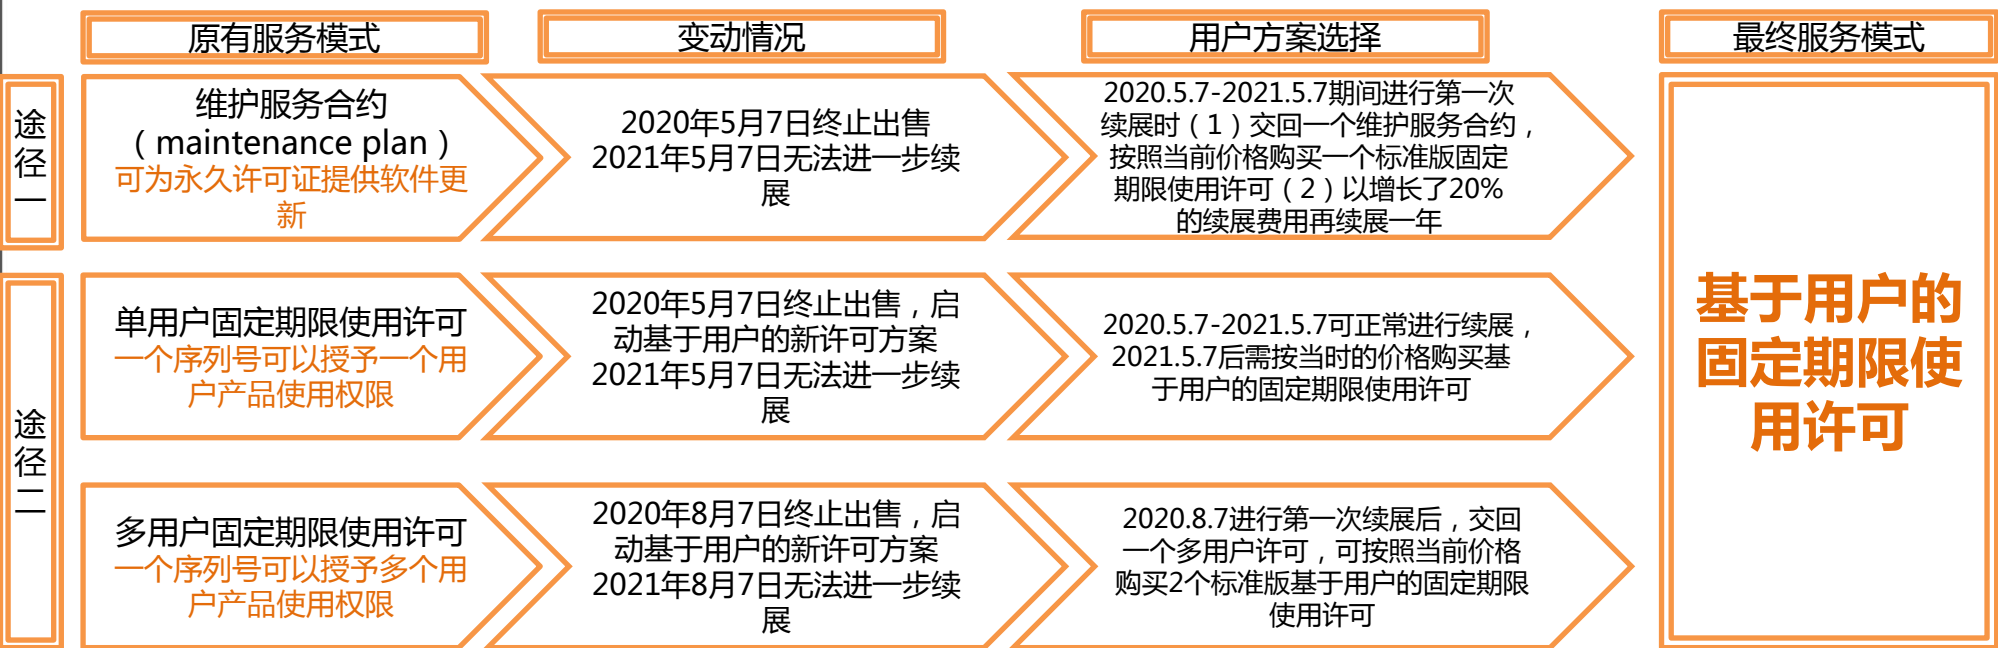 原有服务模式
变动情况
用户方案选择
最终服务模式
途
径
一
维护服务合约
（maintenance plan）
可为永久许可证提供软件更
新
2020年5月7日终止出售
2021年5月7日无法进一步续
展
2020.5.7-2021.5.7期间进行第一次
续展时（1）交回一个维护服务合约，
按照当前价格购买一个标准版固定
期限使用许可（2）以增长了20%
的续展费用再续展一年
途
径
二
单用户固定期限使用许可
一个序列号可以授予一个用
户产品使用权限
2020年5月7日终止出售，启
动基于用户的新许可方案
2021年5月7日无法进一步续
展
2020.5.7-2021.5.7可正常进行续展，
2021.5.7后需按当时的价格购买基
于用户的固定期限使用许可
多用户固定期限使用许可
一个序列号可以授予多个用
户产品使用权限
2020年8月7日终止出售，启
动基于用户的新许可方案
2021年8月7日无法进一步续
展
2020.8.7进行第一次续展后，交回
一个多用户许可，可按照当前价格
购买2个标准版基于用户的固定期限
使用许可
基于用户的
固定期限使
用许可